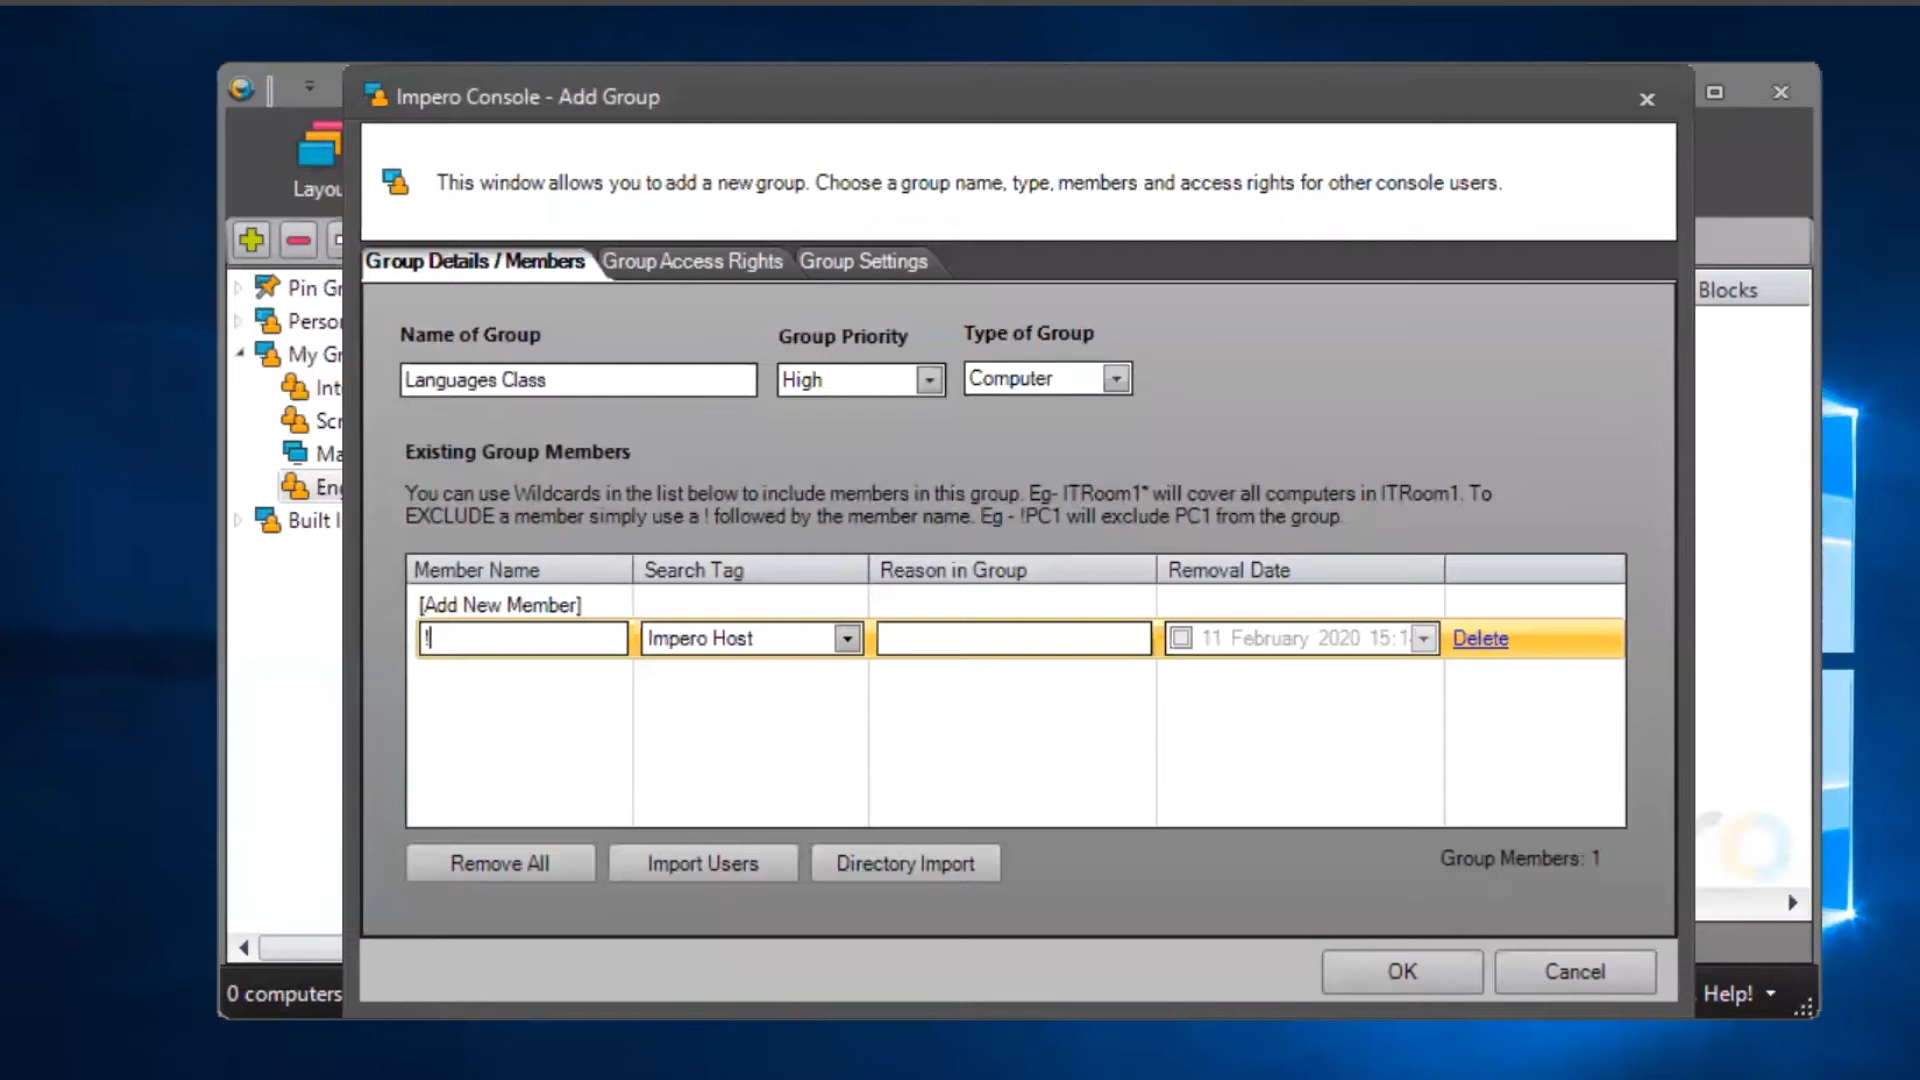 Impero Console - Add Group
This window allows you to add a new group. Choose a group name, type, members and access rights for other console users.
Group Details / Members
Group Access Rights
Group Settings
Blocks
Name of Group
Group Priority
Type of Group
Languages Class
High
Computer
Existing Group Members
You can use Wildcards in the list below to include members in this group. Eg- ITRoom1* will cover all computers in ITRoom1. To
EXCLUDE a member simply use a ! followed by the member name. Eg - !PC1 will exclude PC1 from the group.
Member Name
Search Tag
Reason in Group
Removal Date
[Add New Member]
!
Impero Host
11 February 2020 15:1
Delete
Remove All
Import Users
Directory Import
Group Members: 1
OK
Cancel
Layou
Pin Gr
Persor
My Gr
Int
Scr
Ma
Eng
Built I
0 computers
Help!